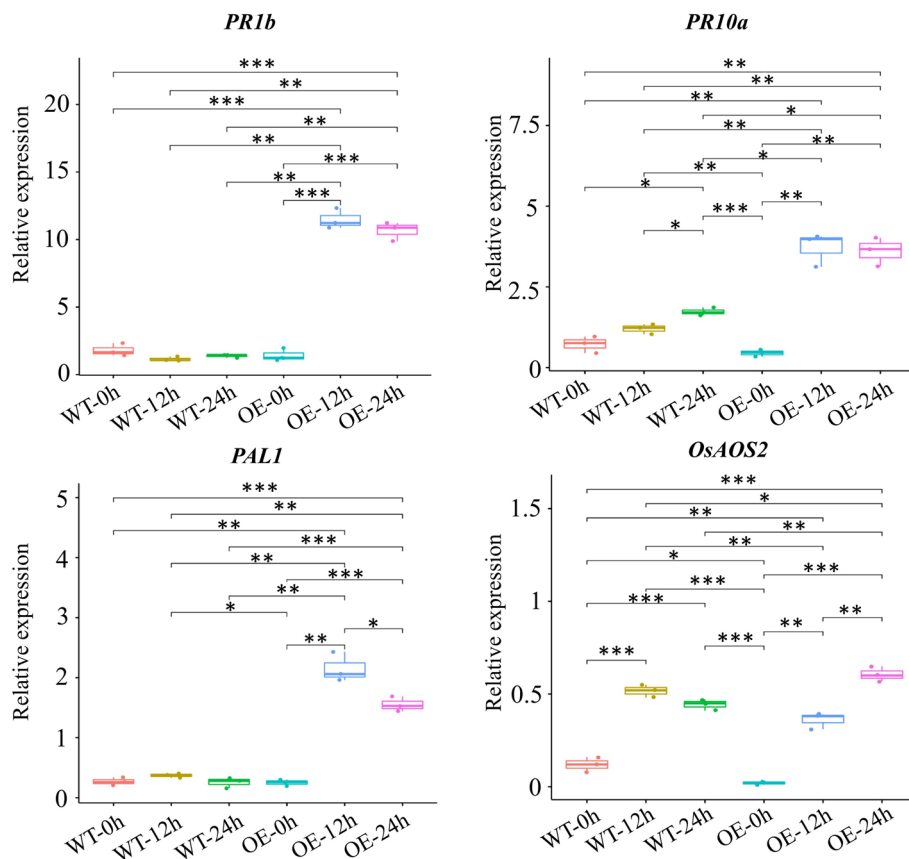 PR1b
Relative expression
20
15
10
5
0
***
**
***
**
**
***
**
***
WT-0h
WT-12h
WT-24h
OE-0h
OE-12h
OE-24h
PR10a
Relative expression
7.5
5
2.5
0
**
**
**
*
**
**
*
**
*
**
***
*
WT-0h
WT-12h
WT-24h
OE-0h
OE-12h
OE-24h
PAL1
Relative expression
5
4
3
2
1
0
***
**
**
***
**
***
**
*
*
**
WT-0h
WT-12h
WT-24h
OE-0h
OE-12h
OE-24h
OsAOS2
Relative expression
1.5
1
0.5
0
***
*
**
**
**
*
***
***
***
**
**
***
***
WT-0h
WT-12h
WT-24h
OE-0h
OE-12h
OE-24h